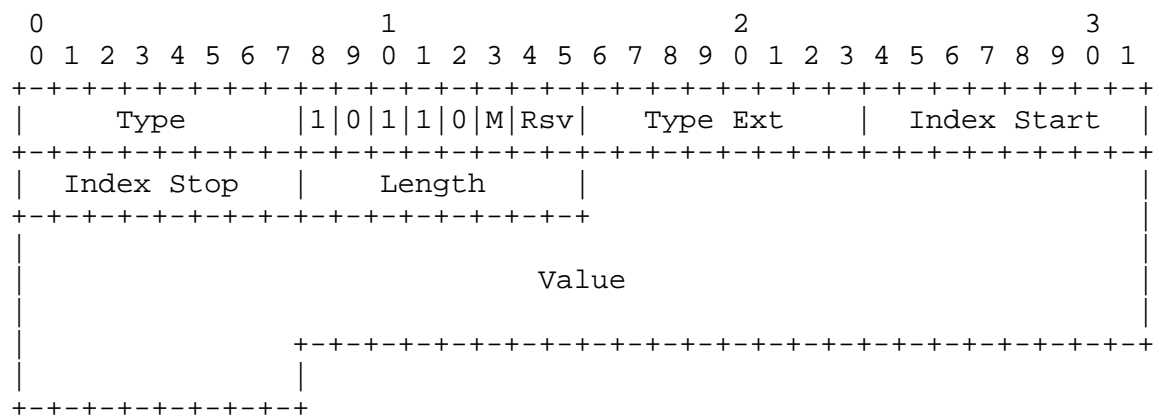 0                   1                   2                   3
 0 1 2 3 4 5 6 7 8 9 0 1 2 3 4 5 6 7 8 9 0 1 2 3 4 5 6 7 8 9 0 1
+-+-+-+-+-+-+-+-+-+-+-+-+-+-+-+-+-+-+-+-+-+-+-+-+-+-+-+-+-+-+-+-+
|     Type      |1|0|1|1|0|M|Rsv|   Type Ext    |  Index Start  |
+-+-+-+-+-+-+-+-+-+-+-+-+-+-+-+-+-+-+-+-+-+-+-+-+-+-+-+-+-+-+-+-+
|  Index Stop   |    Length     |                               |
+-+-+-+-+-+-+-+-+-+-+-+-+-+-+-+-+                               |
|                                                               |
|                             Value                             |
|                                                               |
|               +-+-+-+-+-+-+-+-+-+-+-+-+-+-+-+-+-+-+-+-+-+-+-+-+
|               |
+-+-+-+-+-+-+-+-+